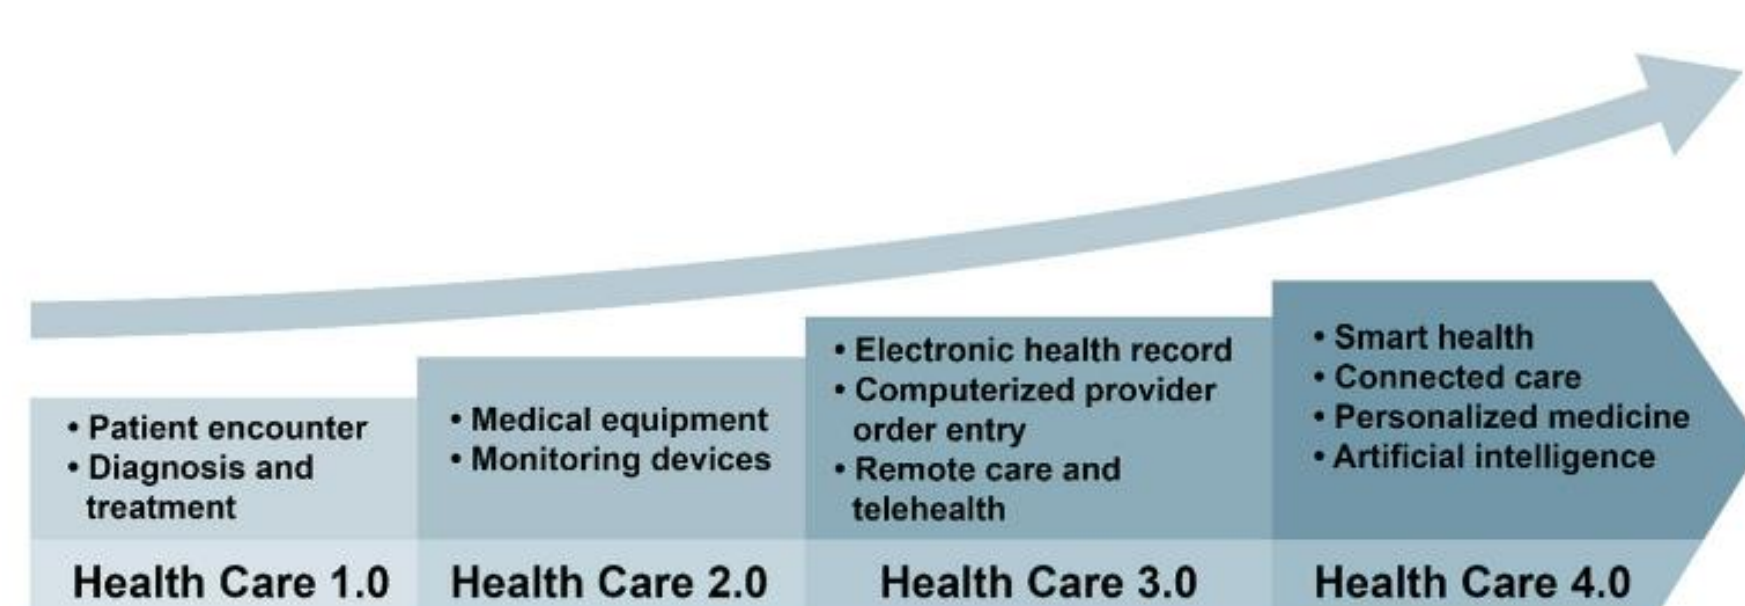 • Patient encounter
• Diagnosis and
treatment
Health Care 1.0
• Medical equipment
• Monitoring devices
Health Care 2.0
• Electronic health record
• Computerized provider
order entry
• Remote care and
telehealth
Health Care 3.0
• Smart health
• Connected care
• Personalized medicine
• Artificial intelligence
Health Care 4.0